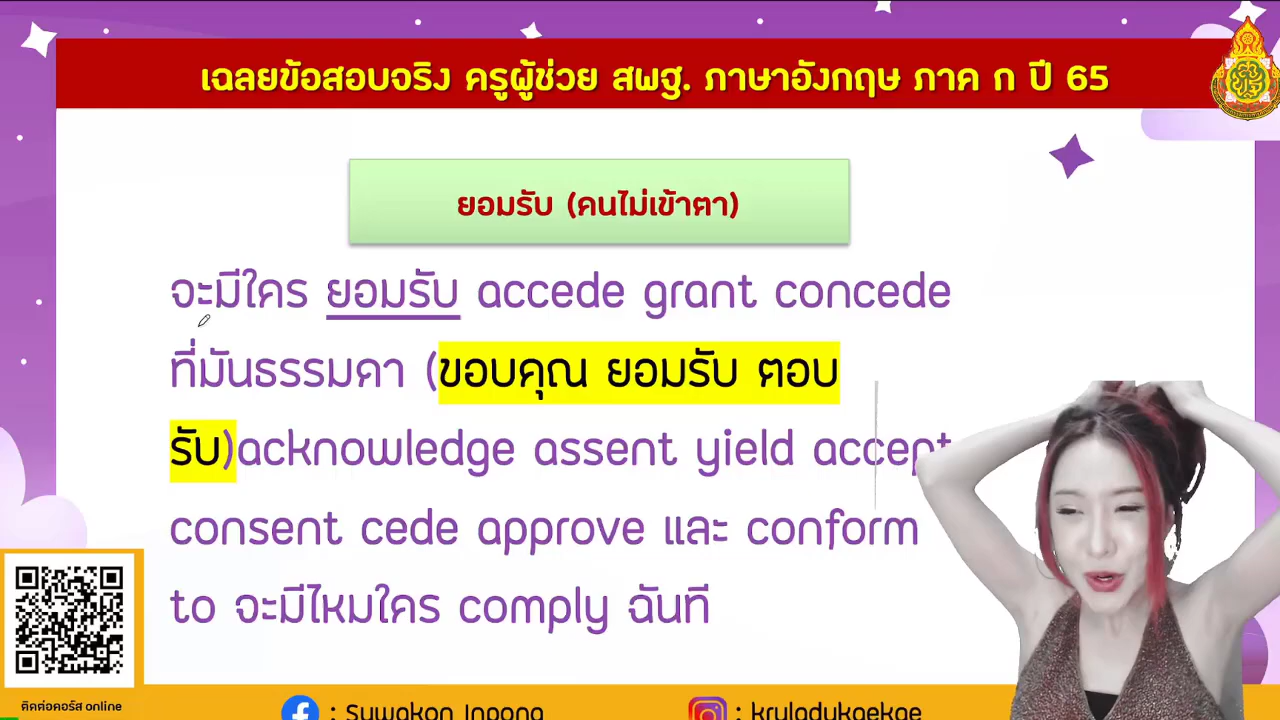 เฉลยข้อสอบจริง ครูผู้ช่วย สพฐ. ภาษาอังกฤษ ภาค ก ปี 65
ยอมรับ (คนไม่เข้าตา)
จะมีใคร ยอมรับ accede grant concede
ที่มันธรรมดา (ขอบคุณ ยอมรับ ตอบ
รับ)acknowledge assent yield accept
consent cede approve และ conform
to จะมีไหมใคร comply ฉันที
ติดต่อคอร์ส online
: Suwakon Inpong
: kruladykaekae